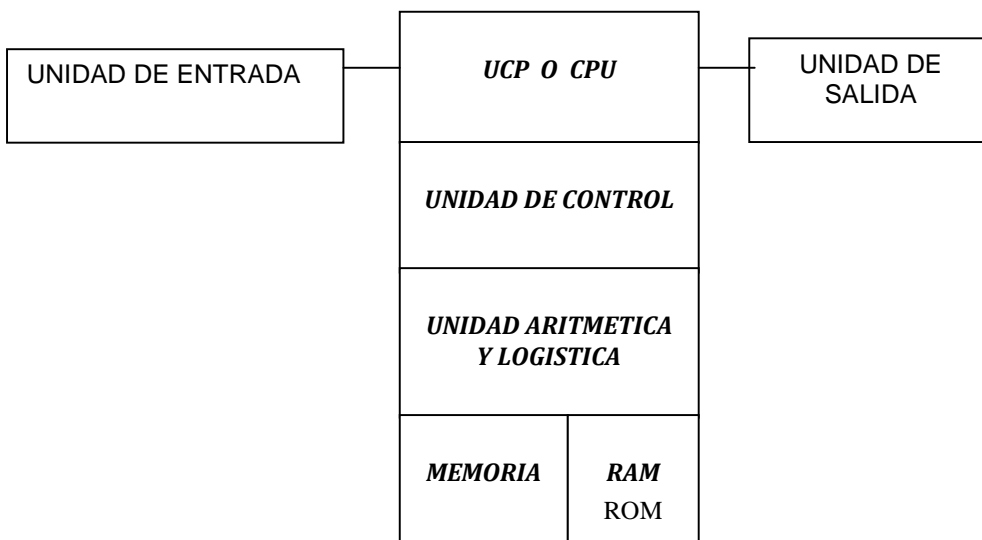 UNIDAD DE ENTRADA
UCP O CPU
UNIDAD DE
SALIDA
UNIDAD DE CONTROL
UNIDAD ARITMETICA
Y LOGISTICA
MEMORIA
RAM
ROM